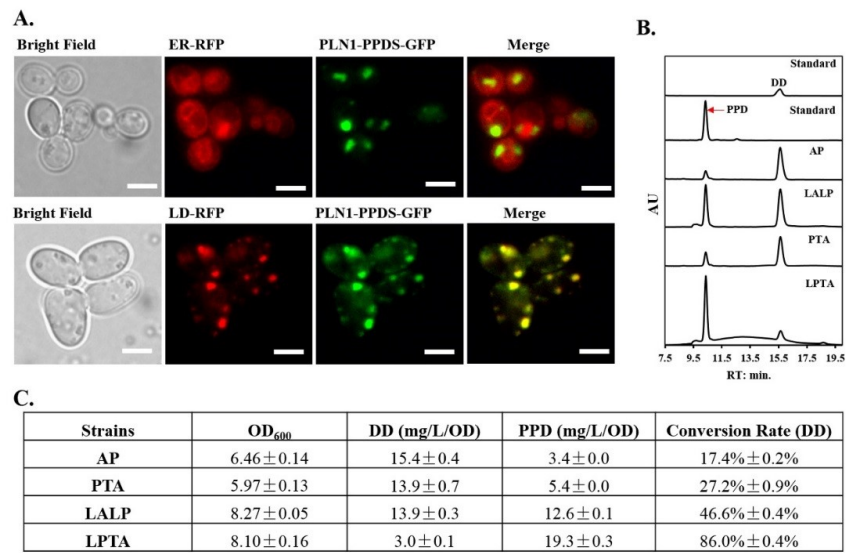 A.
Bright Field ER-RFP PLN1-PPDS-GFP Merge
Bright Field LD-RFP PLN1-PPDS-GFP Merge
B.
Standard
DD
Standard
PPD
AP
LALP
PTA
LPTA
AU
7.5 9.5 11.5 13.5 15.5 17.5 19.5
RT: min.
C.
Strains OD600 DD (mg/L/OD) PPD (mg/L/OD) Conversion Rate (DD)
AP 6.46±0.14 15.4±0.4 3.4±0.0 17.4%±0.2%
PTA 5.97±0.13 13.9±0.7 5.4±0.0 27.2%±0.9%
LALP 8.27±0.05 13.9±0.3 12.6±0.1 46.6%±0.4%
LPTA 8.10±0.16 3.0±0.1 19.3±0.3 86.0%±0.4%